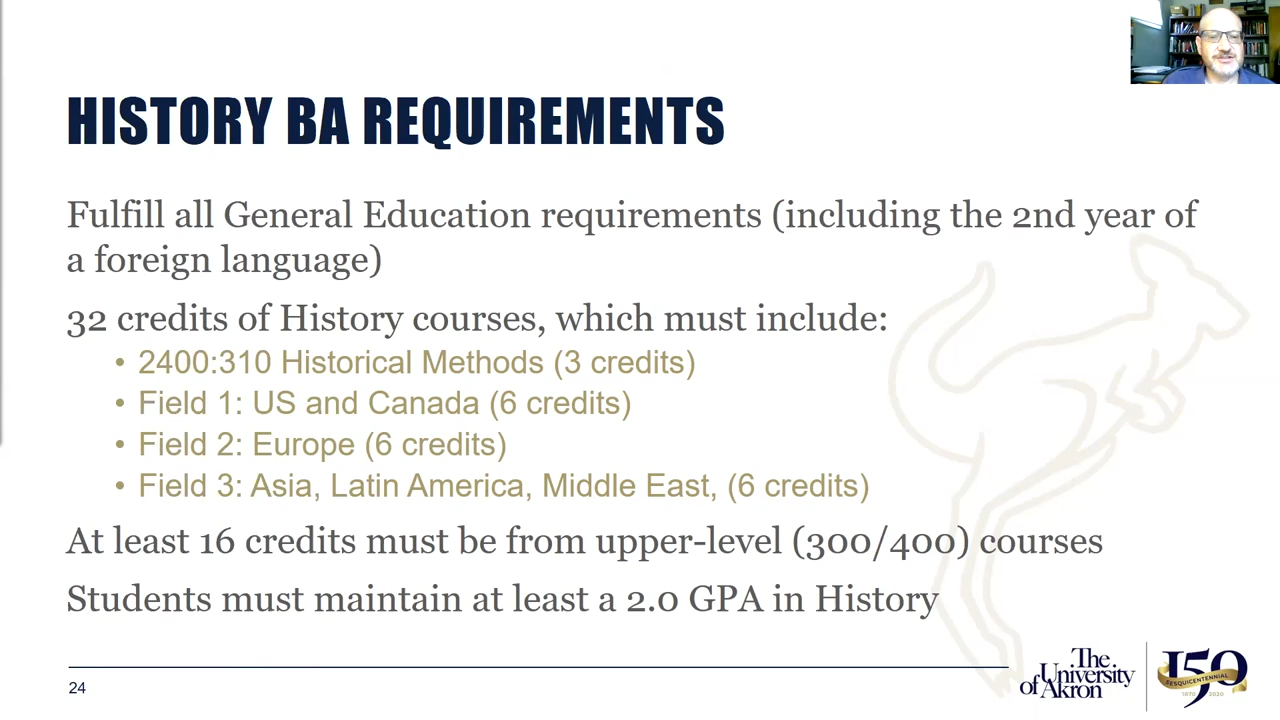 HISTORY BA REQUIREMENTS
Fulfill all General Education requirements (including the 2nd year of
a foreign language)
32 credits of History courses, which must include:
• 2400:310 Historical Methods (3 credits)
• Field 1: US and Canada (6 credits)
• Field 2: Europe (6 credits)
• Field 3: Asia, Latin America, Middle East, (6 credits)
At least 16 credits must be from upper-level (300/400) courses
Students must maintain at least a 2.0 GPA in History
24
The
University
of Akron
150
SESQUICENTENNIAL
1870 2020